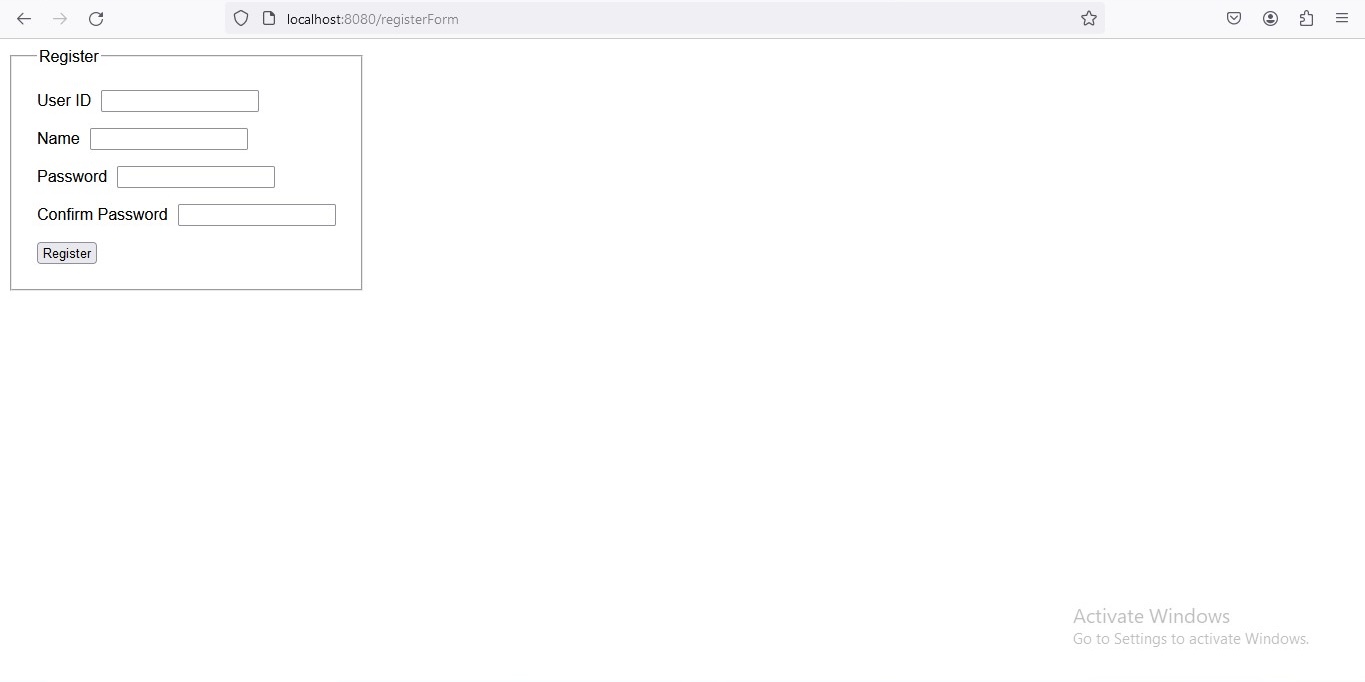 localhost:8080/registerForm
Register
User ID
Name
Password
Confirm Password
Register
Activate Windows
Go to Settings to activate Windows.